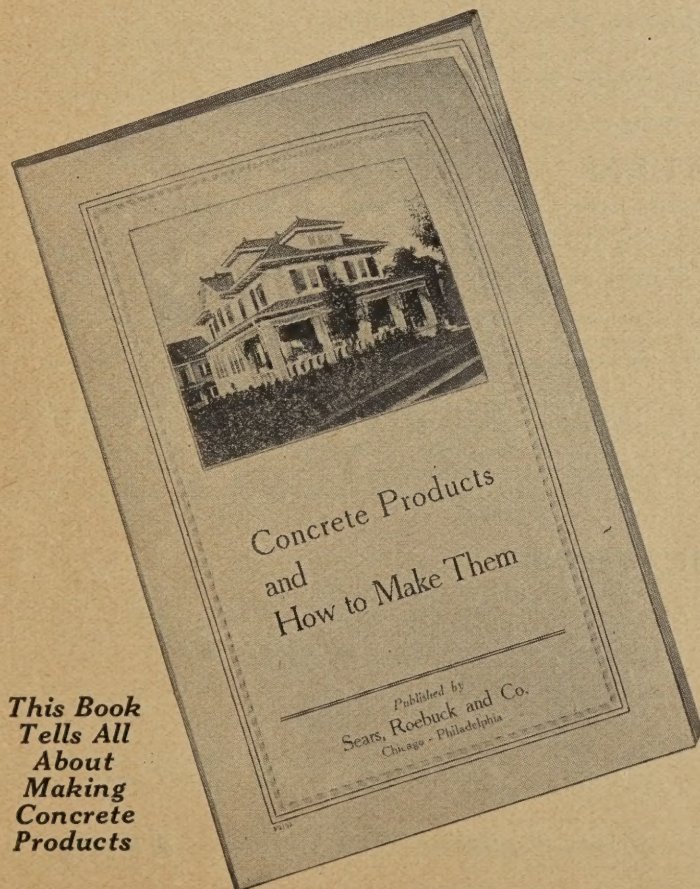 Concrete Products
and
How to Make Them
Published by
Sears, Roebuck and Co.
Chicago - Philadelphia
This Book
Tells All
About
Making
Concrete
Products